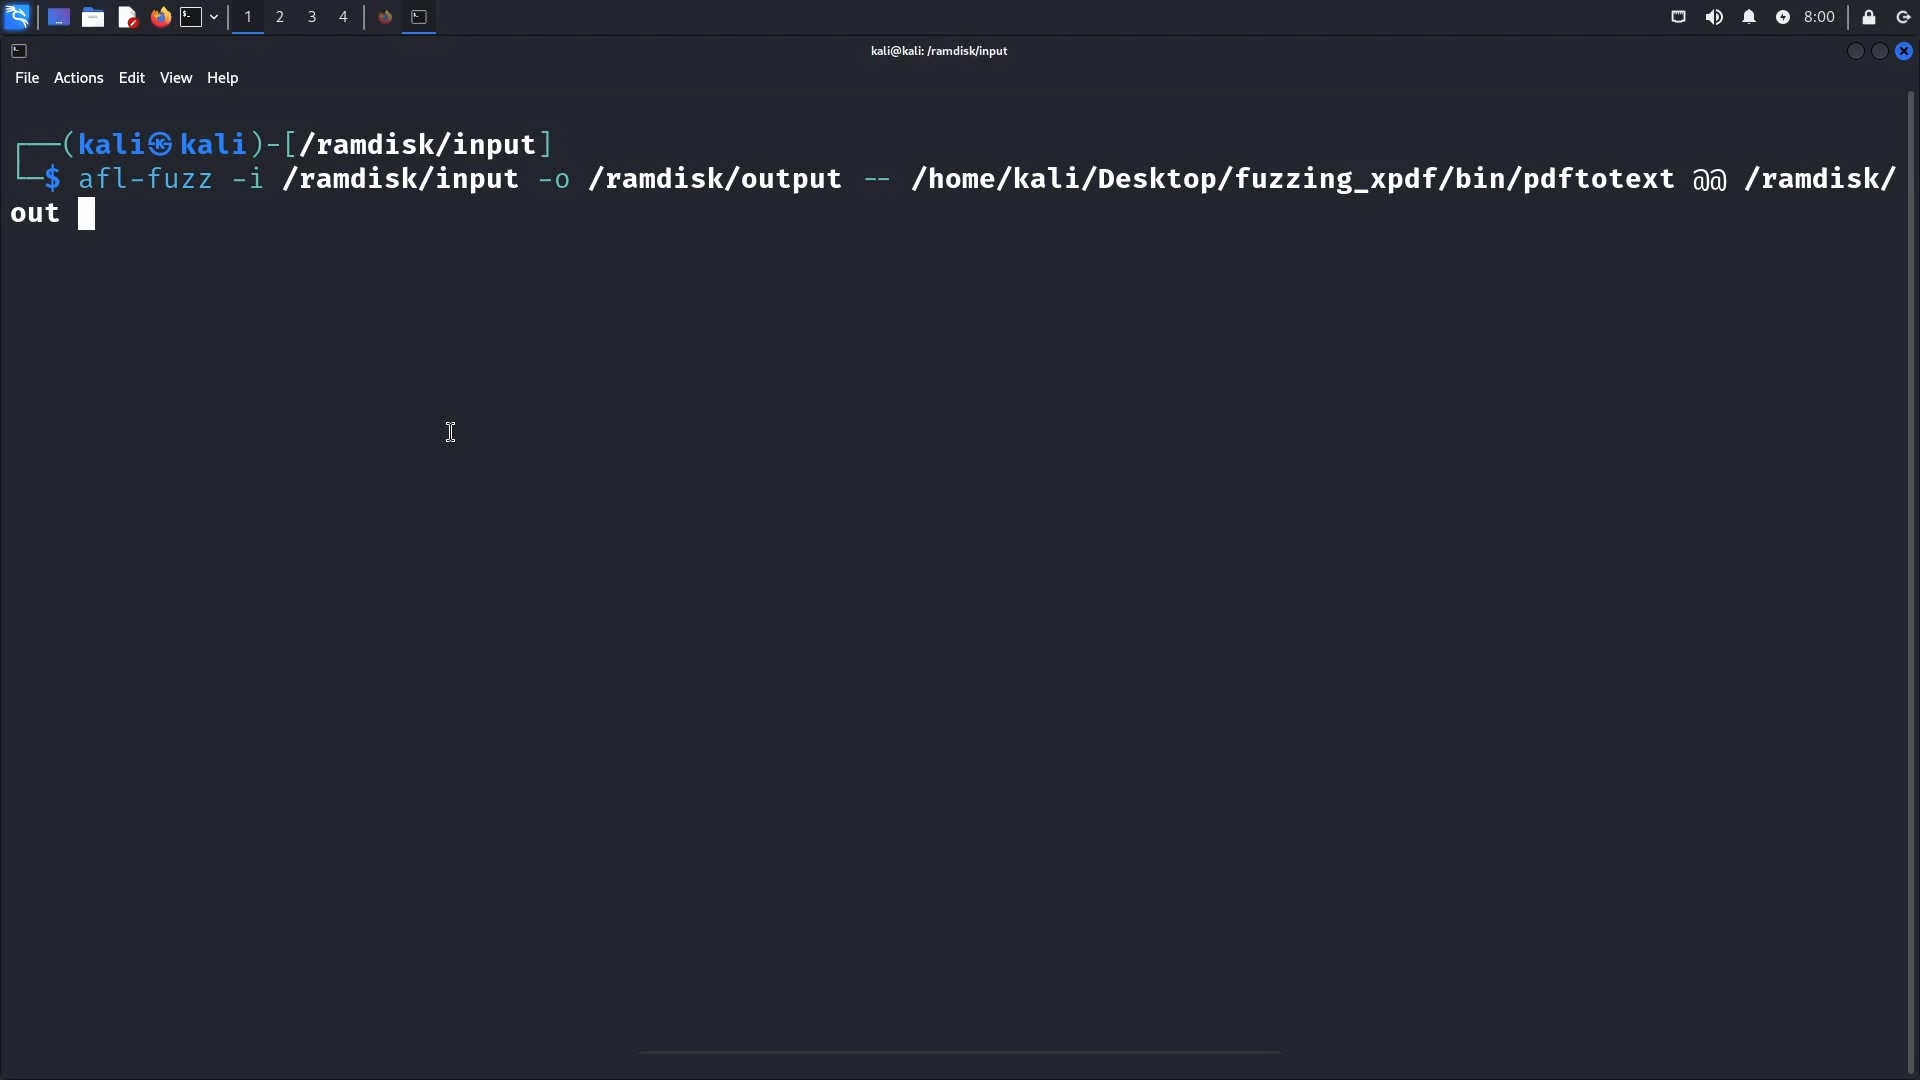 1 2 3 4 8:00
kali@kali: /ramdisk/input
File Actions Edit View Help
┌──(kali㉿kali)-[/ramdisk/input]
└─$ afl-fuzz -i /ramdisk/input -o /ramdisk/output -- /home/kali/Desktop/fuzzing_xpdf/bin/pdftotext @@ /ramdisk/
out